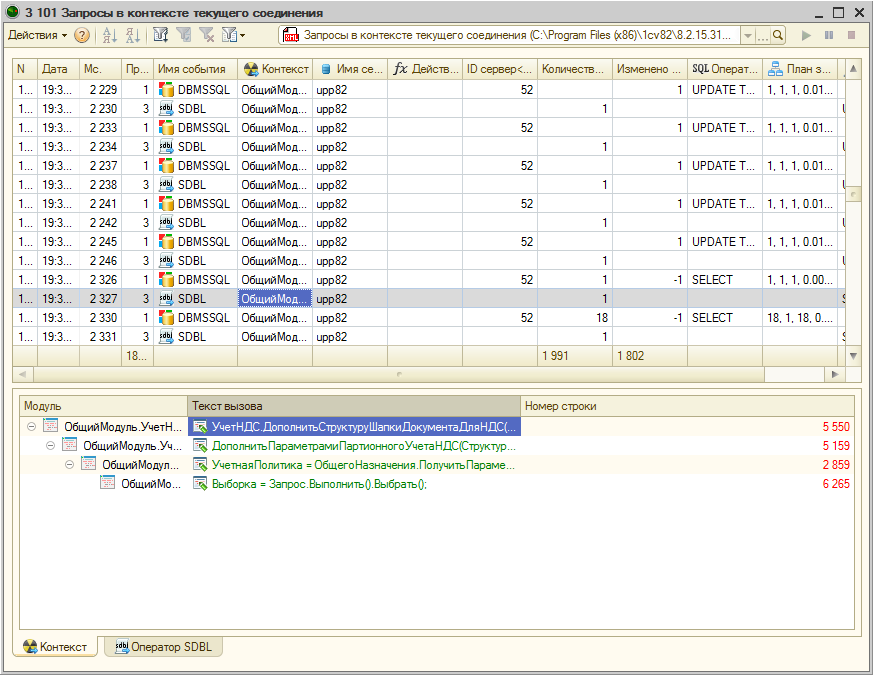 3 101 Запросы в контексте текущего соединения
Действия Запросы в контексте текущего соединения (C:\Program Files (x86)\1cv82\8.2.15.31... ...
N Дата Мс. Пр... Имя события Контекст Имя се... fx Действ... ID сервер<... Количеств... Изменено ... SQL Операт... План з...
1... 19:3... 2 229 1 DBMSSQL ОбщийМод... upp82 52 1 UPDATE T... 1, 1, 1, 0.01...
1... 19:3... 2 230 3 SDBL ОбщийМод... upp82 1
1... 19:3... 2 233 1 DBMSSQL ОбщийМод... upp82 52 1 UPDATE T... 1, 1, 1, 0.01...
1... 19:3... 2 234 3 SDBL ОбщийМод... upp82 1
1... 19:3... 2 237 1 DBMSSQL ОбщийМод... upp82 52 1 UPDATE T... 1, 1, 1, 0.01...
1... 19:3... 2 238 3 SDBL ОбщийМод... upp82 1
1... 19:3... 2 241 1 DBMSSQL ОбщийМод... upp82 52 1 UPDATE T... 1, 1, 1, 0.01...
1... 19:3... 2 242 3 SDBL ОбщийМод... upp82 1
1... 19:3... 2 245 1 DBMSSQL ОбщийМод... upp82 52 1 UPDATE T... 1, 1, 1, 0.01...
1... 19:3... 2 246 3 SDBL ОбщийМод... upp82 1
1... 19:3... 2 326 1 DBMSSQL ОбщийМод... upp82 52 1 -1 SELECT 1, 1, 1, 0.00...
1... 19:3... 2 327 3 SDBL ОбщийМод... upp82 1
1... 19:3... 2 330 1 DBMSSQL ОбщийМод... upp82 52 18 -1 SELECT 18, 1, 18, 0....
1... 19:3... 2 331 3 SDBL ОбщийМод... upp82 1
18... 1 991 1 802
Модуль Текст вызова Номер строки
ОбщийМодуль.УчетН... УчетНДС.ДополнитьСтруктуруШапкиДокументаДляНДС(... 5 550
ОбщийМодуль.Уч... ДополнитьПараметрамиПартионногоУчетаНДС(Структур... 5 159
ОбщийМодул... УчетнаяПолитика = ОбщегоНазначения.ПолучитьПараме... 2 859
ОбщийМо... Выборка = Запрос.Выполнить().Выбрать(); 6 265
Контекст Оператор SDBL